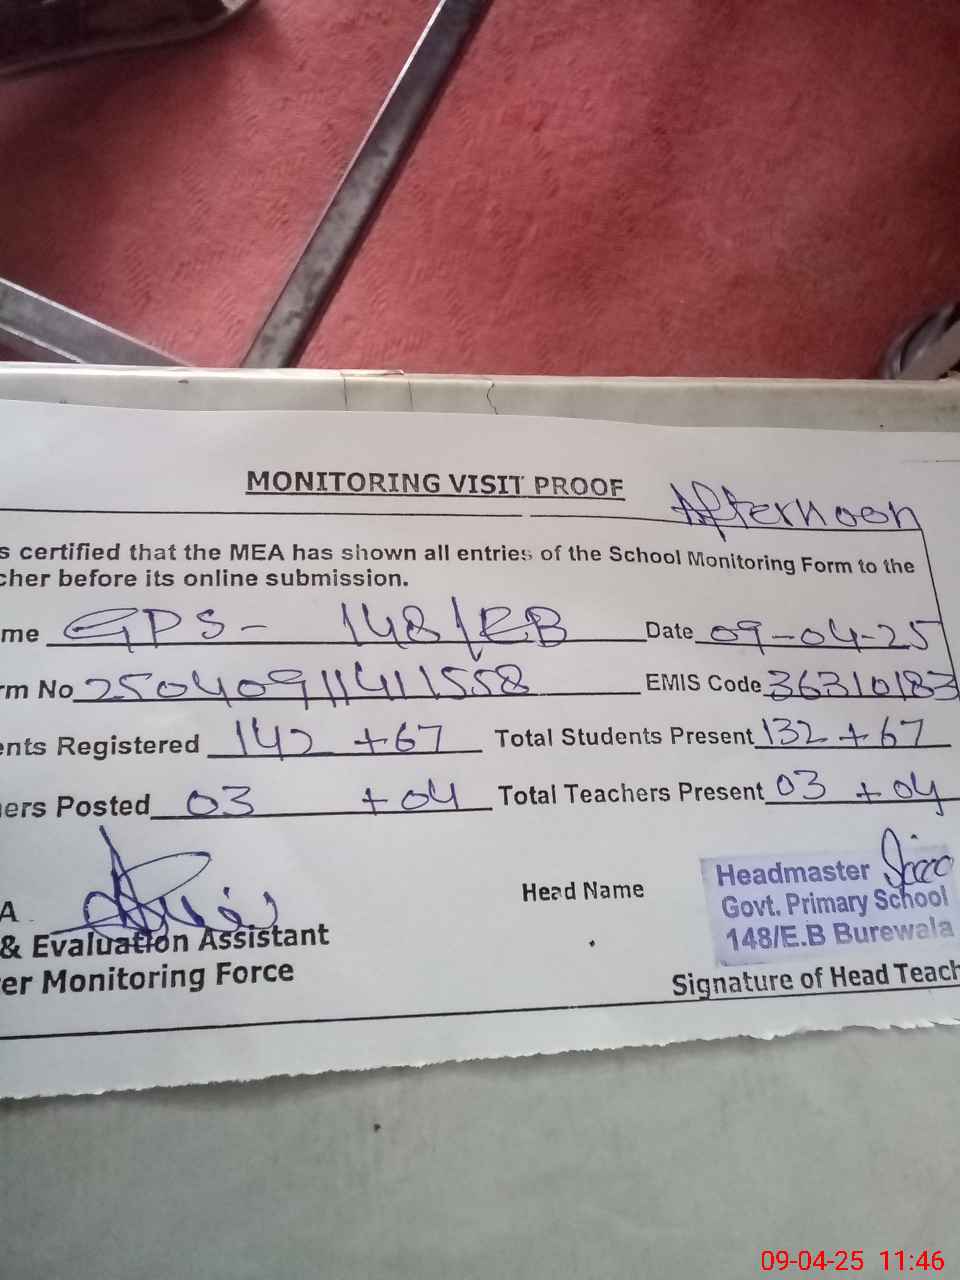 MONITORING VISIT PROOF
Afternoon
s certified that the MEA has shown all entries of the School Monitoring Form to the
cher before its online submission.
me GPS- 148/EB Date 09-04-25
rm No 25040911411558 EMIS Code 36310183
ents Registered 142 +67 Total Students Present 132 + 67
ers Posted 03 + 04 Total Teachers Present 03 + 04
A
& Evaluation Assistant
er Monitoring Force
Head Name
Headmaster
Govt. Primary School
148/E.B Burewala
Signature of Head Teach
09-04-25 11:46